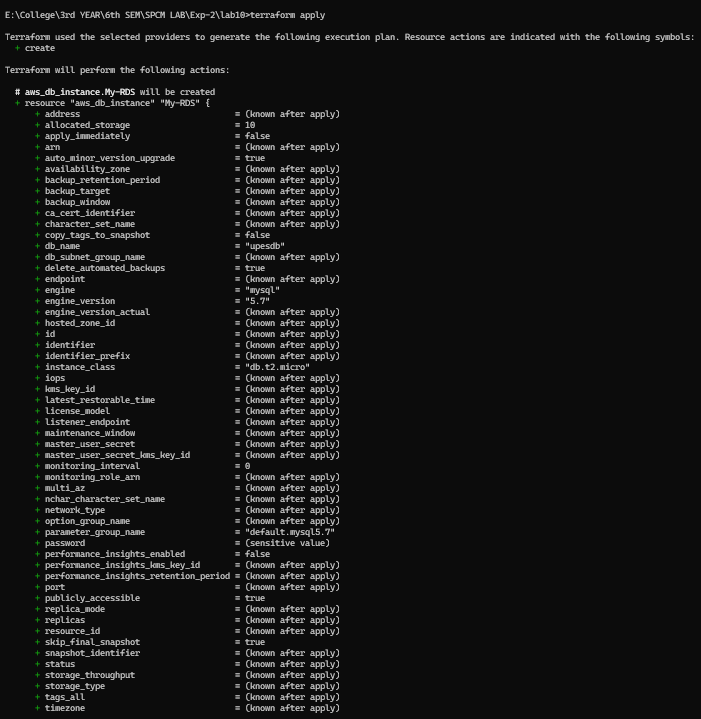 E:\College\3rd YEAR\6th SEM\SPCM LAB\Exp-2\lab10>terraform apply
Terraform used the selected providers to generate the following execution plan. Resource actions are indicated with the following symbols:
+ create
Terraform will perform the following actions:
# aws_db_instance.My-RDS will be created
+ resource "aws_db_instance" "My-RDS" {
+ address = (known after apply)
+ allocated_storage = 10
+ apply_immediately = false
+ arn = (known after apply)
+ auto_minor_version_upgrade = true
+ availability_zone = (known after apply)
+ backup_retention_period = (known after apply)
+ backup_target = (known after apply)
+ backup_window = (known after apply)
+ ca_cert_identifier = (known after apply)
+ character_set_name = (known after apply)
+ copy_tags_to_snapshot = false
+ db_name = "upesdb"
+ db_subnet_group_name = (known after apply)
+ delete_automated_backups = true
+ endpoint = (known after apply)
+ engine = "mysql"
+ engine_version = "5.7"
+ engine_version_actual = (known after apply)
+ hosted_zone_id = (known after apply)
+ id = (known after apply)
+ identifier = (known after apply)
+ identifier_prefix = (known after apply)
+ instance_class = "db.t2.micro"
+ iops = (known after apply)
+ kms_key_id = (known after apply)
+ latest_restorable_time = (known after apply)
+ license_model = (known after apply)
+ listener_endpoint = (known after apply)
+ maintenance_window = (known after apply)
+ master_user_secret = (known after apply)
+ master_user_secret_kms_key_id = (known after apply)
+ monitoring_interval = 0
+ monitoring_role_arn = (known after apply)
+ multi_az = (known after apply)
+ nchar_character_set_name = (known after apply)
+ network_type = (known after apply)
+ option_group_name = (known after apply)
+ parameter_group_name = "default.mysql5.7"
+ password = (sensitive value)
+ performance_insights_enabled = false
+ performance_insights_kms_key_id = (known after apply)
+ performance_insights_retention_period = (known after apply)
+ port = (known after apply)
+ publicly_accessible = true
+ replica_mode = (known after apply)
+ replicas = (known after apply)
+ resource_id = (known after apply)
+ skip_final_snapshot = true
+ snapshot_identifier = (known after apply)
+ status = (known after apply)
+ storage_throughput = (known after apply)
+ storage_type = (known after apply)
+ tags_all = (known after apply)
+ timezone = (known after apply)